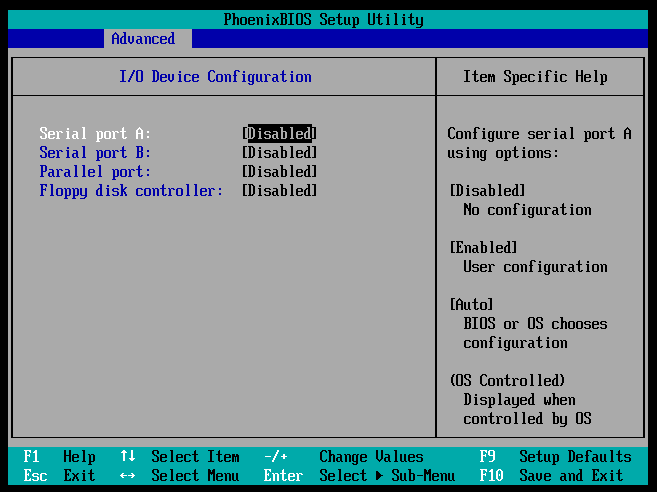 PhoenixBIOS Setup Utility
Advanced
I/O Device Configuration
Item Specific Help
Serial port A: [Disabled]
Serial port B: [Disabled]
Parallel port: [Disabled]
Floppy disk controller: [Disabled]
Configure serial port A
using options:
[Disabled]
No configuration
[Enabled]
User configuration
[Auto]
BIOS or OS chooses
configuration
(OS Controlled)
Displayed when
controlled by OS
F1 Help ↑↓ Select Item -/+ Change Values F9 Setup Defaults
Esc Exit ↔ Select Menu Enter Select ▶ Sub-Menu F10 Save and Exit